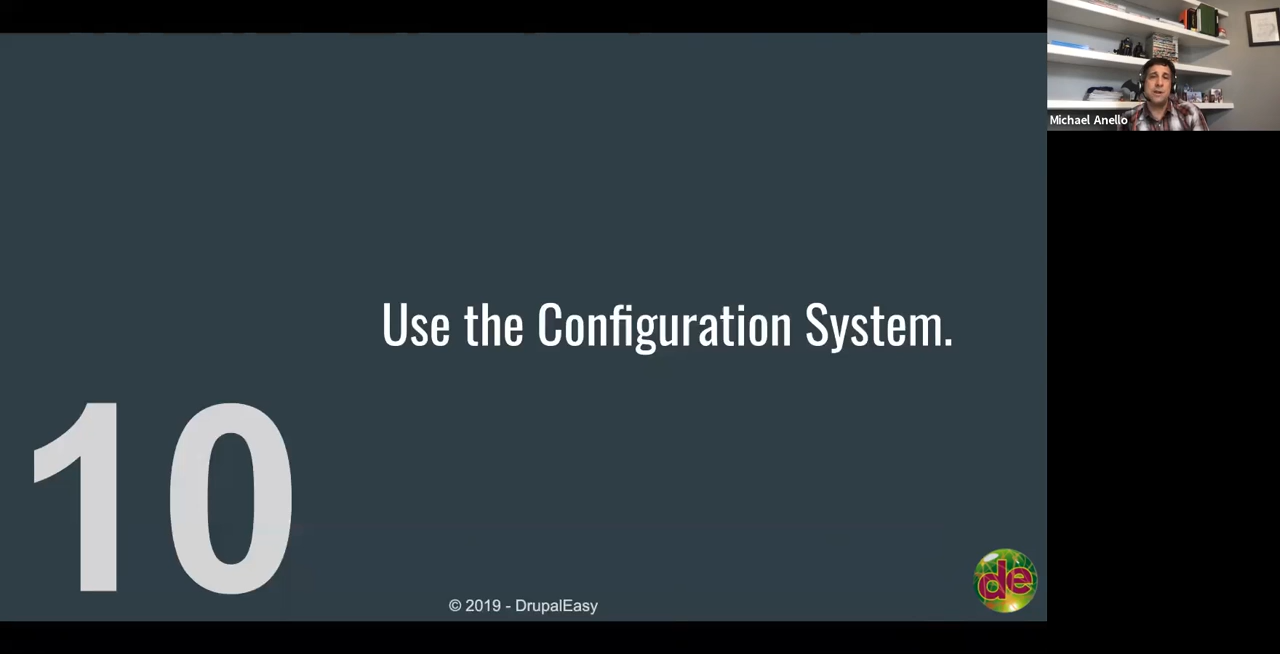 Michael Anello
Use the Configuration System.
10
© 2019 - DrupalEasy
de